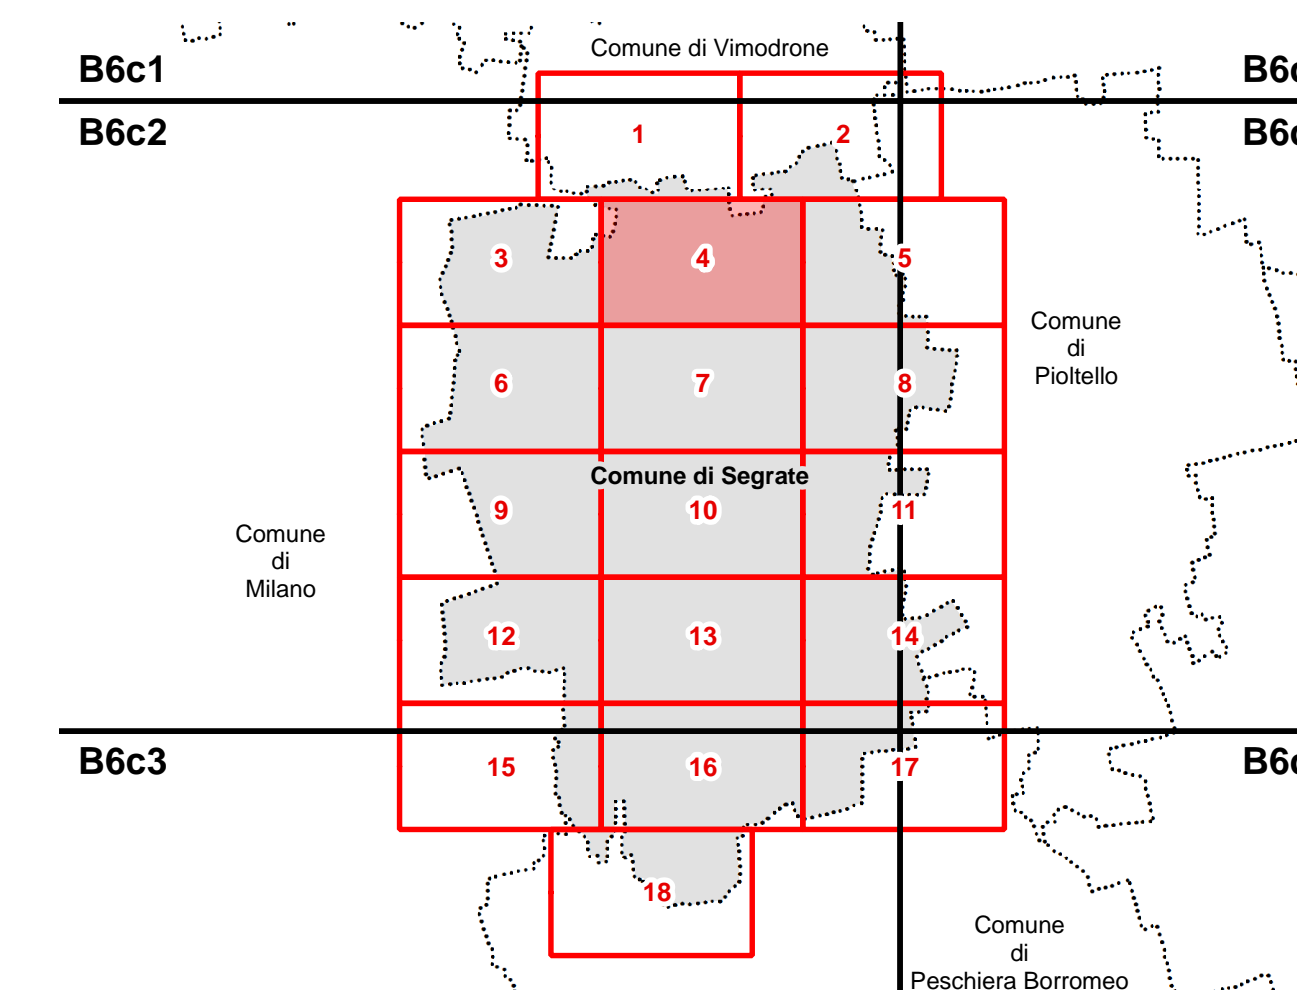 Comune di Vimodrone
B6c1
B6c2
1
2
3
4
5
Comune
di
Pioltello
6
7
8
Comune di Segrate
9
10
11
Comune
di
Milano
12
13
14
B6c3
15
16
17
18
Comune
di
Peschiera Borromeo